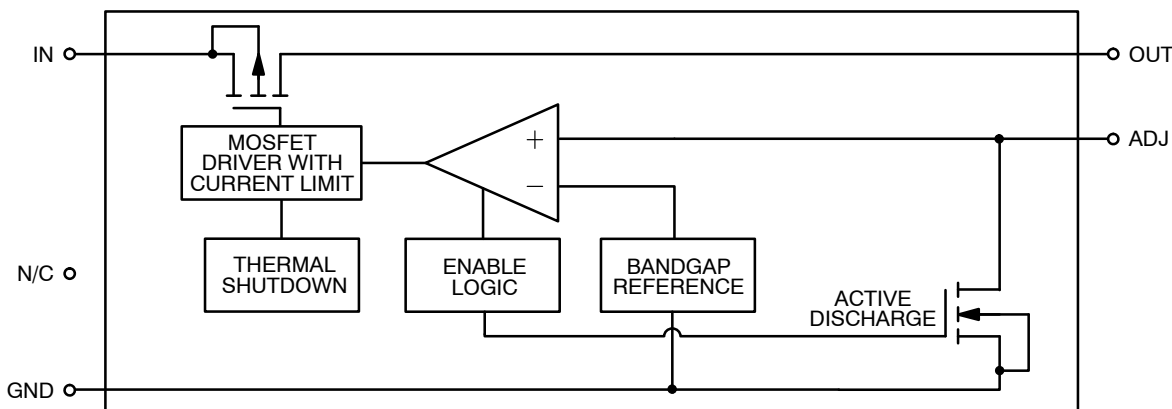 IN
OUT
MOSFET
DRIVER WITH
CURRENT LIMIT
+
−
ADJ
THERMAL
SHUTDOWN
ENABLE
LOGIC
BANDGAP
REFERENCE
N/C
ACTIVE
DISCHARGE
GND